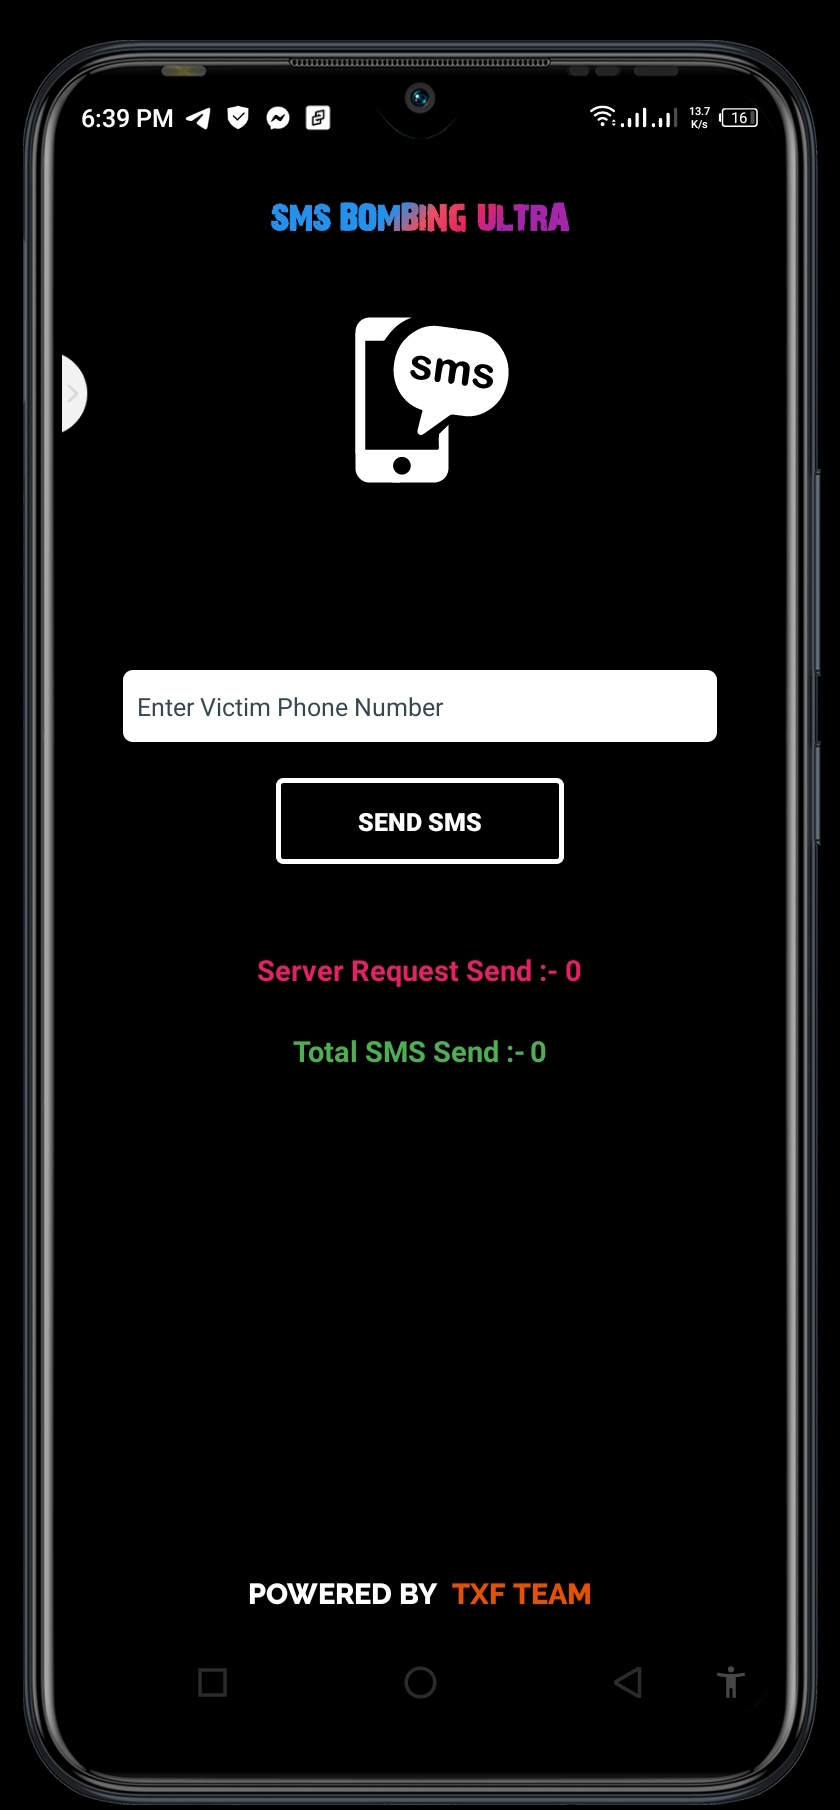 6:39 PM
13.7
K/s
16
SMS BOMBING ULTRA
sms
Enter Victim Phone Number
SEND SMS
Server Request Send :- 0
Total SMS Send :- 0
POWERED BY TXF TEAM